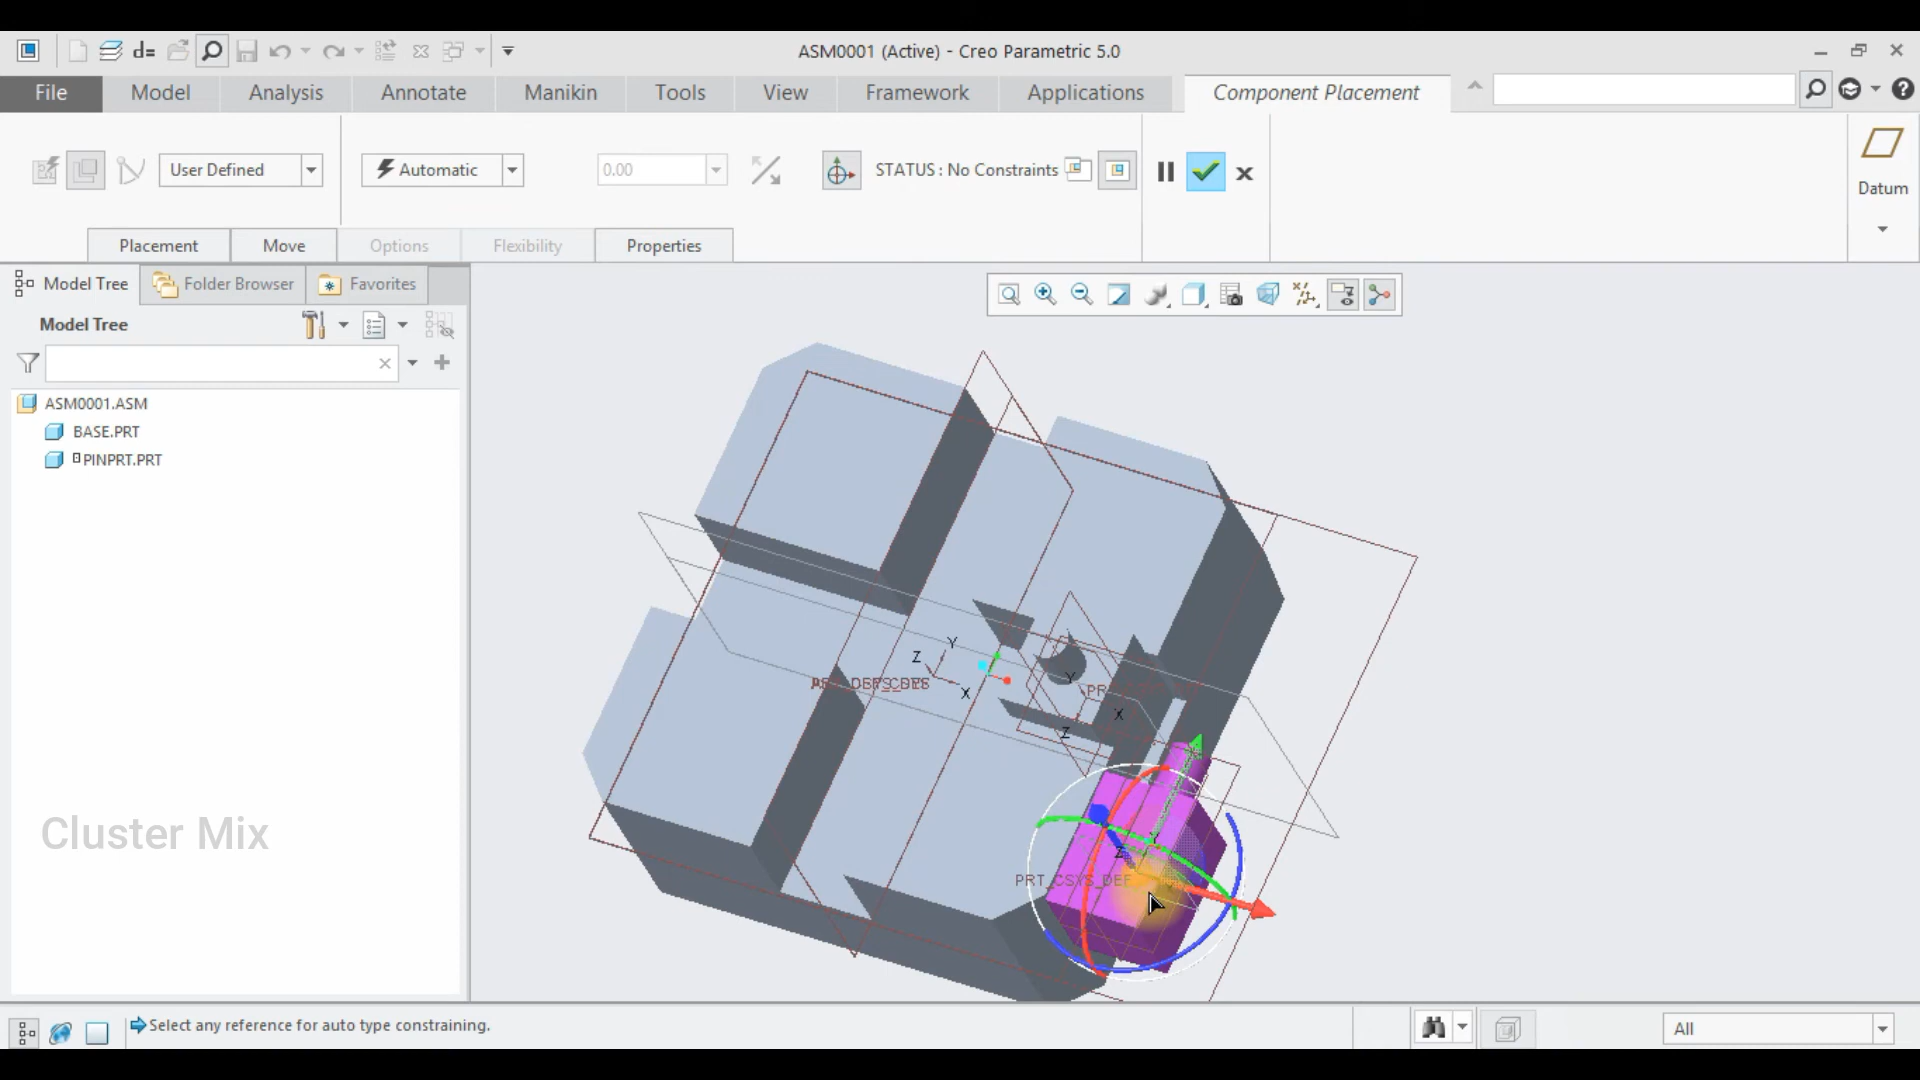 d=
ASM0001 (Active) - Creo Parametric 5.0
File
Model
Analysis
Annotate
Manikin
Tools
View
Framework
Applications
Component Placement
User Defined
Automatic
0.00
STATUS : No Constraints
Datum
Placement
Move
Options
Flexibility
Properties
Model Tree
Folder Browser
Favorites
Model Tree
ASM0001.ASM
BASE.PRT
PINPRT.PRT
Y
Z
X
Y
X
Z
Z
PRT_CSYS_DEF
Cluster Mix
Select any reference for auto type constraining.
All